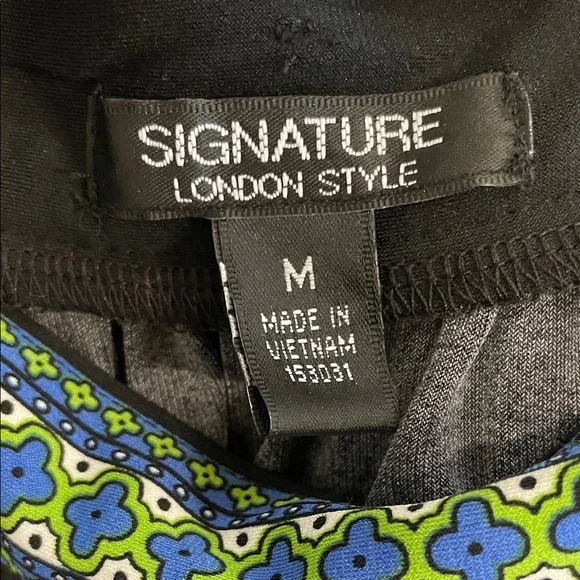 SIGNATURE
LONDON STYLE
M
MADE IN
VIETNAM
153031